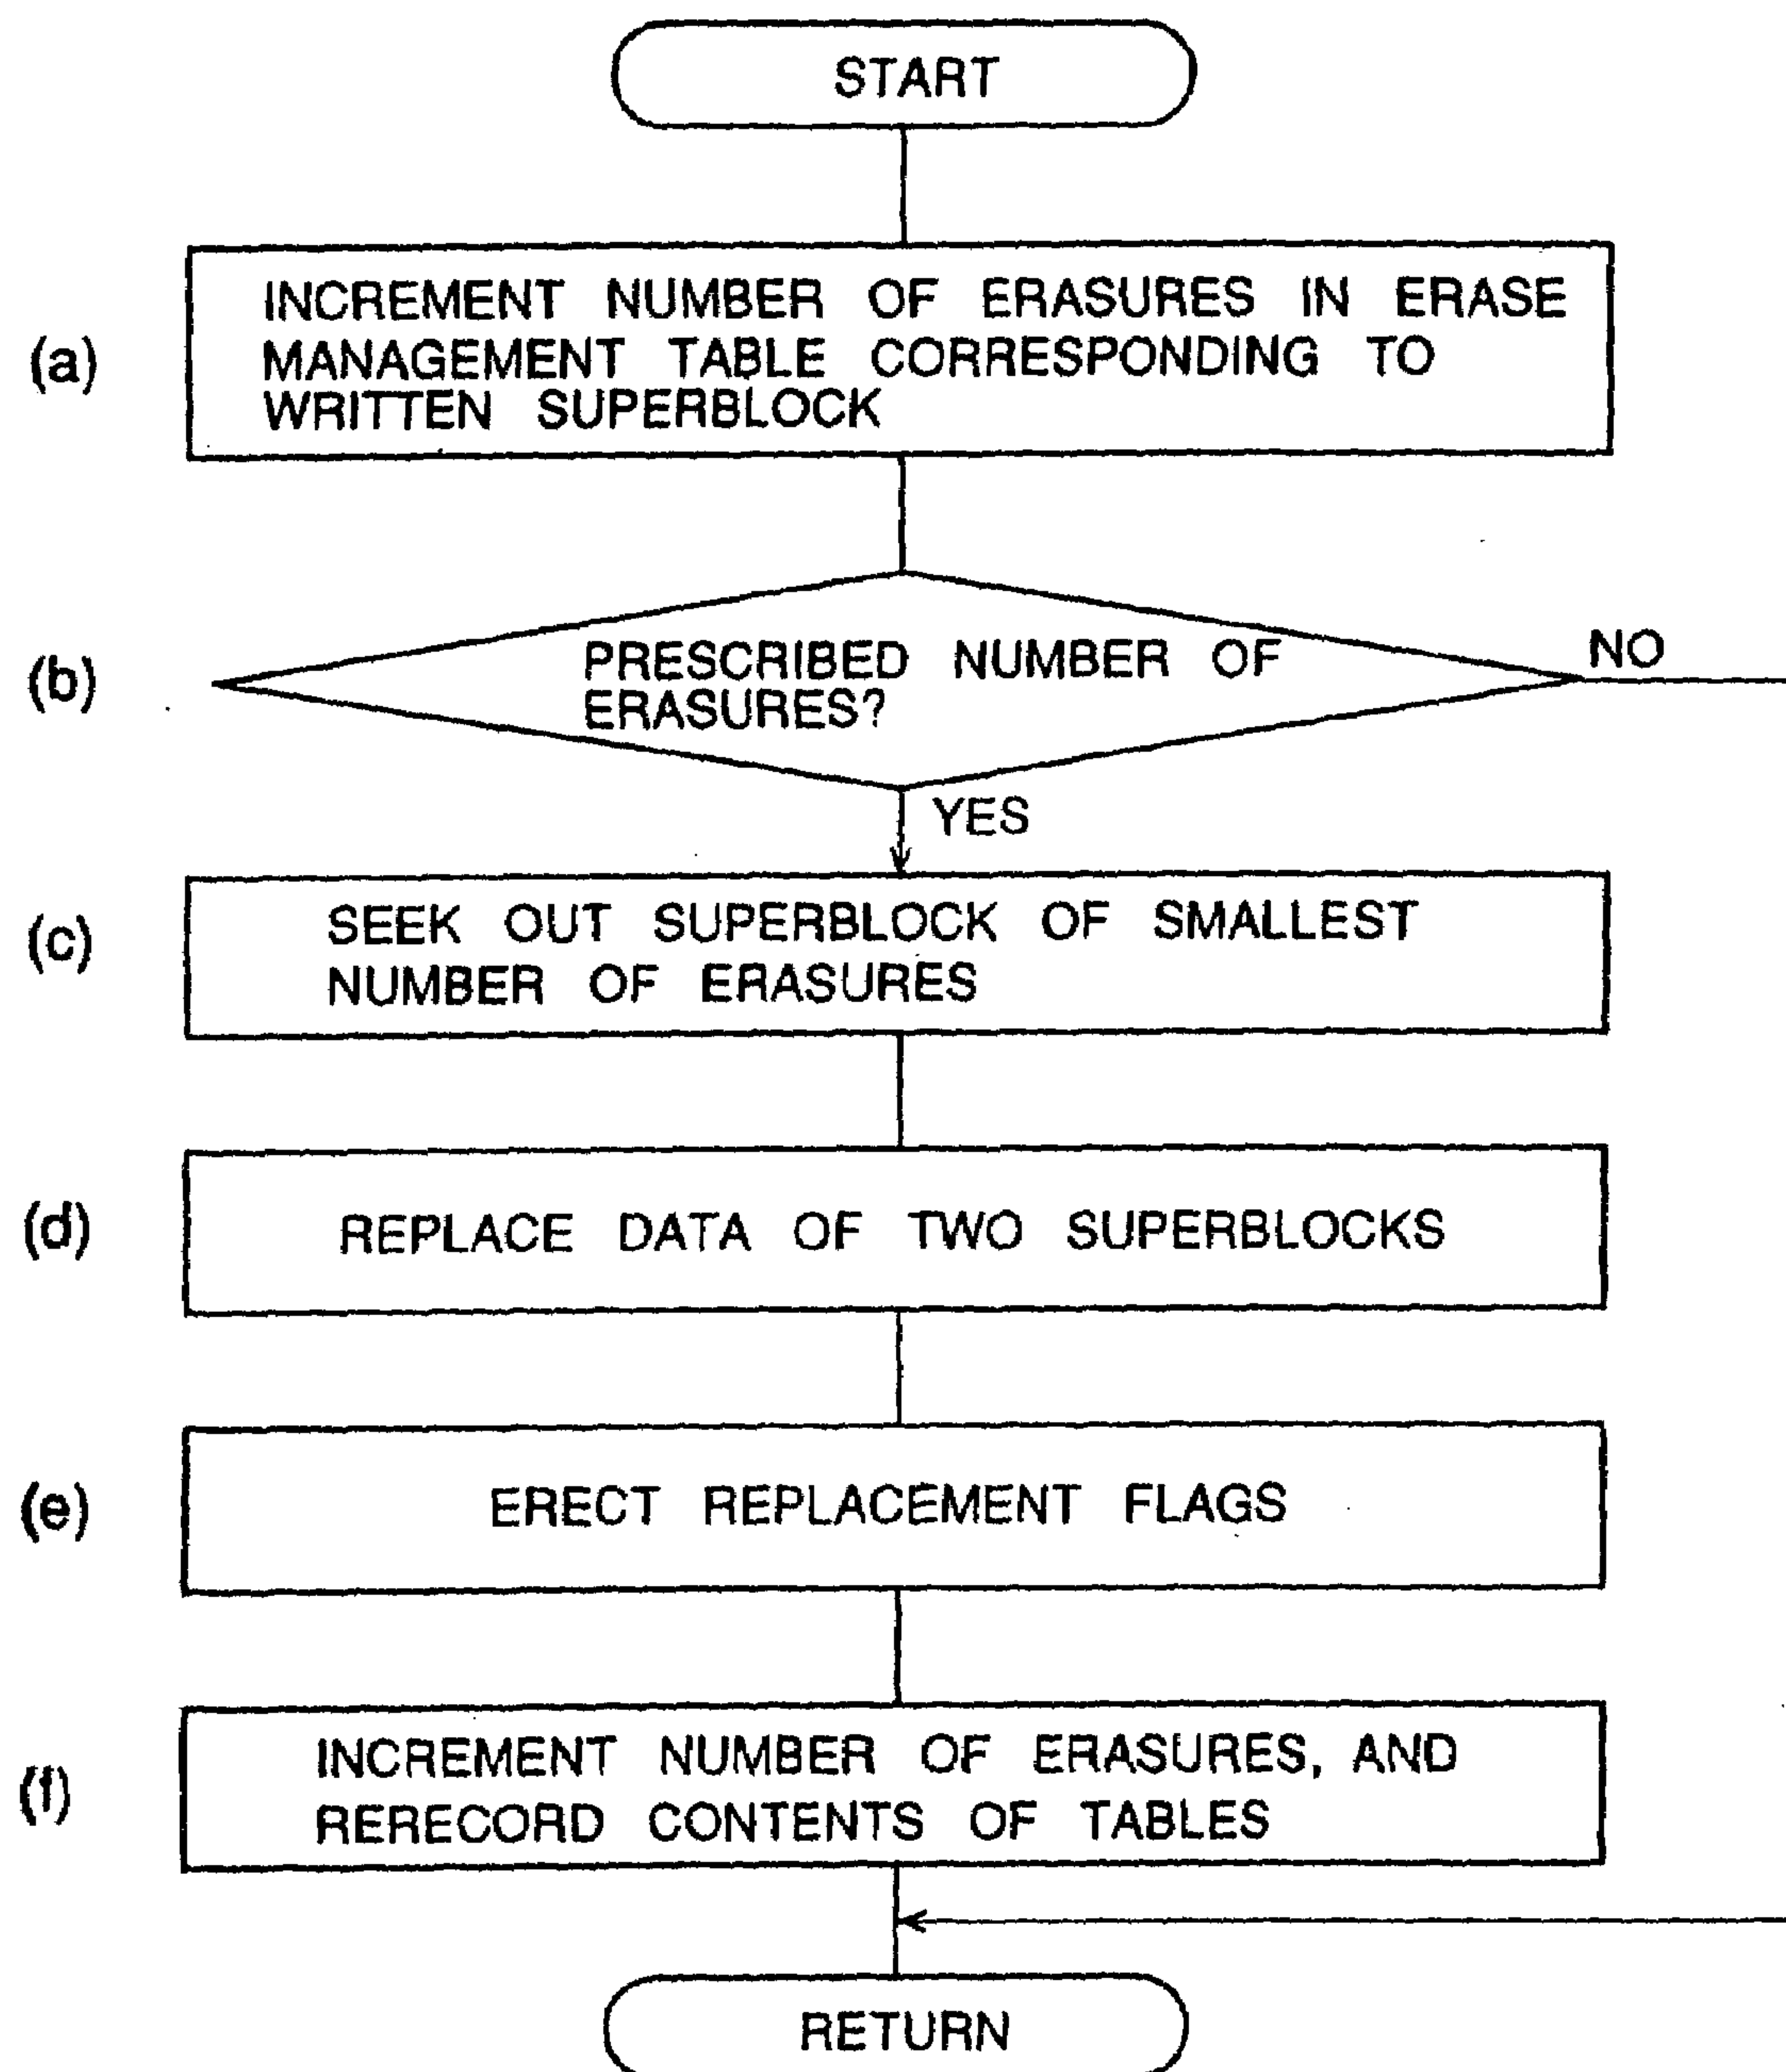 START
(a)
INCREMENT NUMBER OF ERASURES IN ERASE
MANAGEMENT TABLE CORRESPONDING TO
WRITTEN SUPERBLOCK
(b)
PRESCRIBED NUMBER OF
ERASURES?
NO
YES
(c)
SEEK OUT SUPERBLOCK OF SMALLEST
NUMBER OF ERASURES
(d)
REPLACE DATA OF TWO SUPERBLOCKS
(e)
ERECT REPLACEMENT FLAGS
(f)
INCREMENT NUMBER OF ERASURES, AND
RERECORD CONTENTS OF TABLES
RETURN